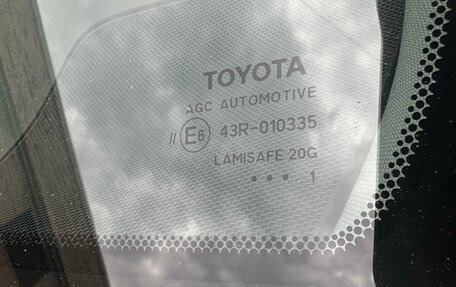 TOYOTA
AGC AUTOMOTIVE
// E6 43R-010335
LAMISAFE 20G
● ● ● 1